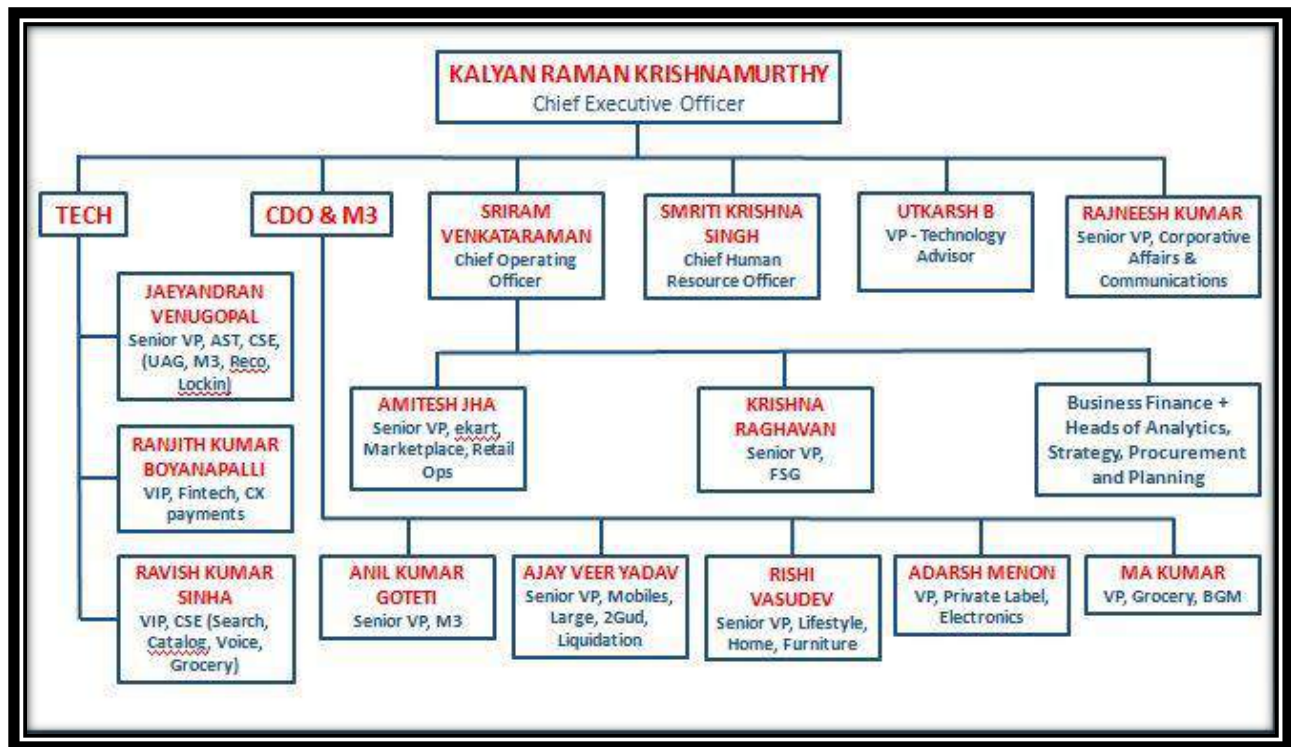 KALYAN RAMAN KRISHNAMURTHY
Chief Executive Officer
TECH
CDO & M3
SRIRAM
VENKATARAMAN
Chief Operating
Officer
SMRITI KRISHNA
SINGH
Chief Human
Resource Officer
UTKARSH B
VP - Technology
Advisor
RAJNEESH KUMAR
Senior VP, Corporative
Affairs &
Communications
JAEYANDRAN
VENUGOPAL
Senior VP, AST, CSE,
(UAG, M3, Reco,
Lockin)
AMITESH JHA
Senior VP, ekart,
Marketplace, Retail
Ops
KRISHNA
RAGHAVAN
Senior VP,
FSG
Business Finance +
Heads of Analytics,
Strategy, Procurement
and Planning
RANJITH KUMAR
BOYANAPALLI
VIP, Fintech, CX
payments
RAVISH KUMAR
SINHA
VIP, CSE (Search,
Catalog, Voice,
Grocery)
ANIL KUMAR
GOTETI
Senior VP, M3
AJAY VEER YADAV
Senior VP, Mobiles,
Large, 2Gud,
Liquidation
RISHI
VASUDEV
Senior VP, Lifestyle,
Home, Furniture
ADARSH MENON
VP, Private Label,
Electronics
MA KUMAR
VP, Grocery, BGM